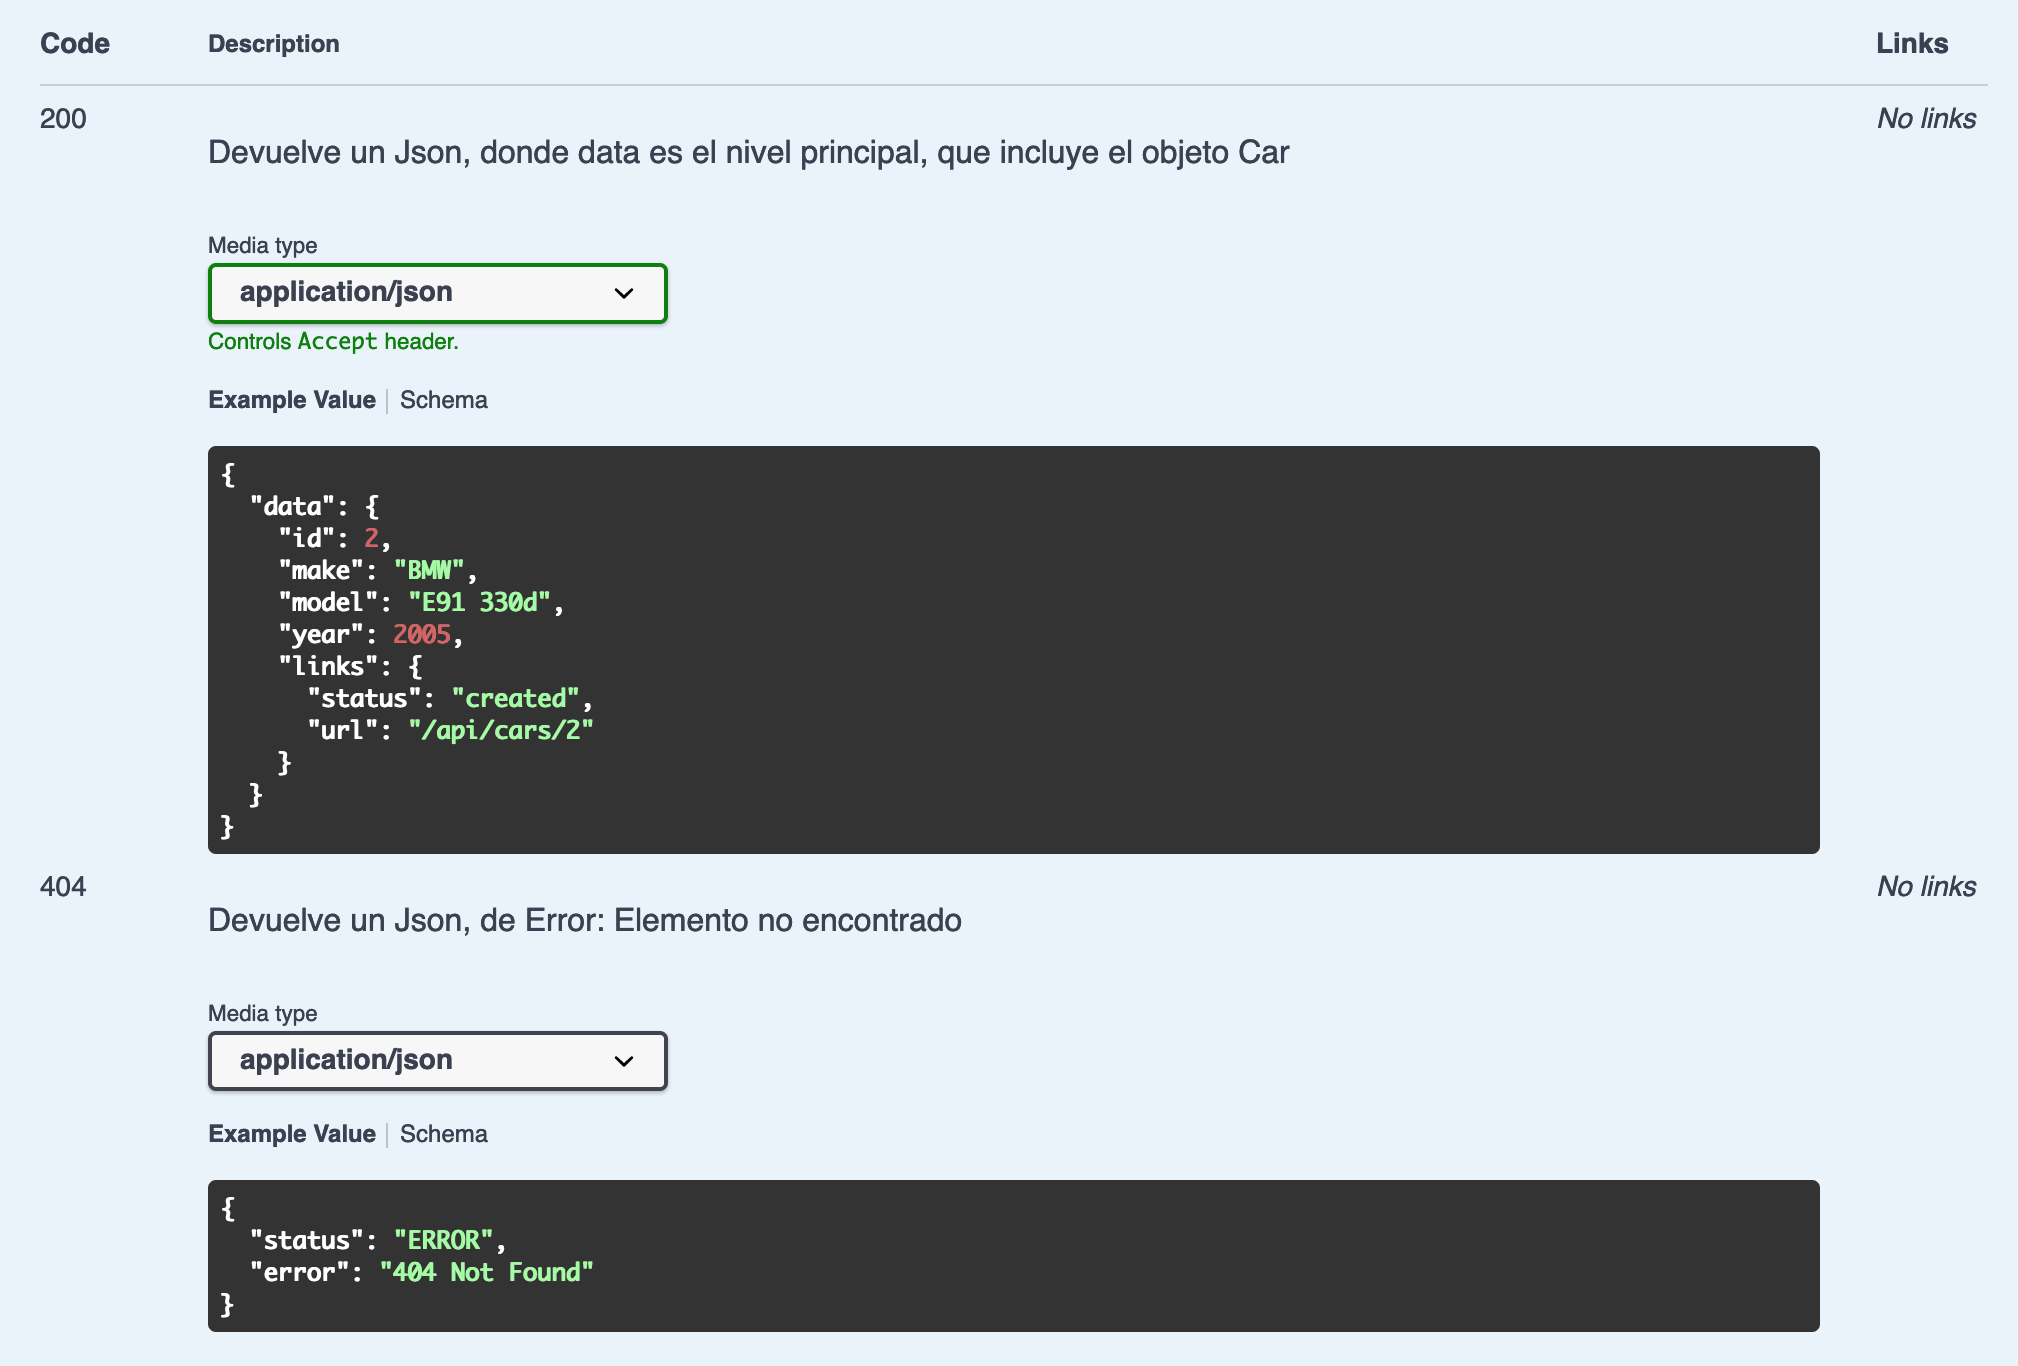 Code Description Links
200 No links
Devuelve un Json, donde data es el nivel principal, que incluye el objeto Car
Media type
application/json
Controls Accept header.
Example Value | Schema
{
  "data": {
    "id": 2,
    "make": "BMW",
    "model": "E91 330d",
    "year": 2005,
    "links": {
      "status": "created",
      "url": "/api/cars/2"
    }
  }
}
404 No links
Devuelve un Json, de Error: Elemento no encontrado
Media type
application/json
Example Value | Schema
{
  "status": "ERROR",
  "error": "404 Not Found"
}